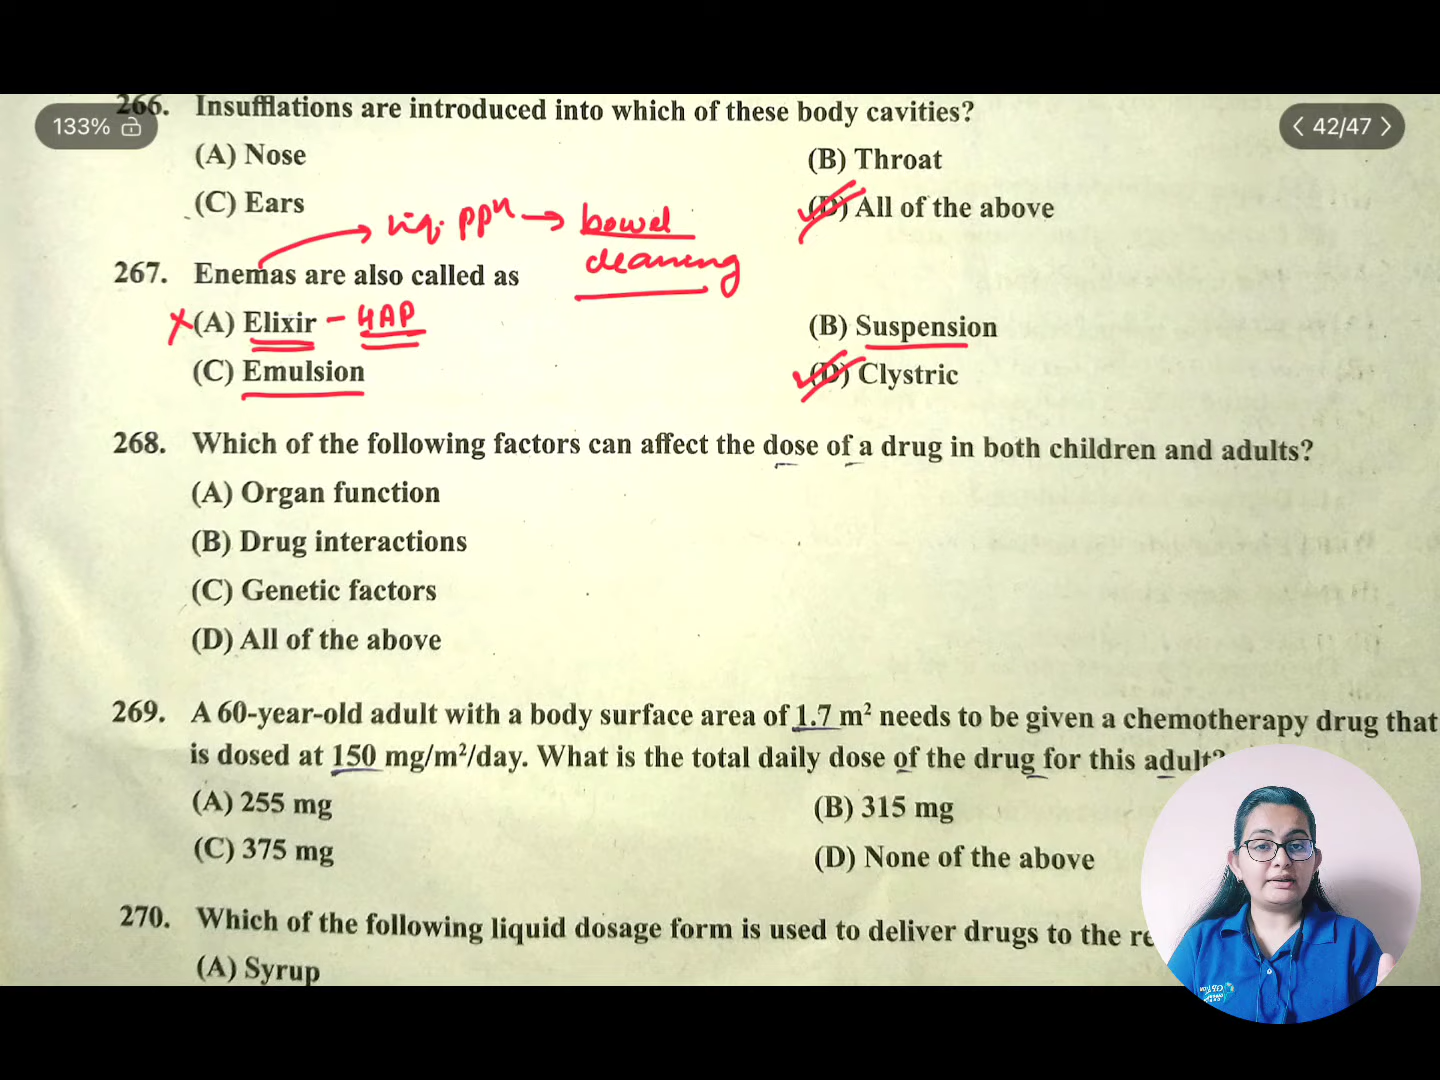 266. Insufflations are introduced into which of these body cavities?
133%
42/47
(A) Nose
(B) Throat
(C) Ears
(D) All of the above
liq. ppn → bowel
cleaning
267. Enemas are also called as
(A) Elixir - 4AP
(B) Suspension
(C) Emulsion
(D) Clystric
268. Which of the following factors can affect the dose of a drug in both children and adults?
(A) Organ function
(B) Drug interactions
(C) Genetic factors
(D) All of the above
269. A 60-year-old adult with a body surface area of 1.7 m² needs to be given a chemotherapy drug that
is dosed at 150 mg/m²/day. What is the total daily dose of the drug for this adult?
(A) 255 mg
(B) 315 mg
(C) 375 mg
(D) None of the above
270. Which of the following liquid dosage form is used to deliver drugs to the re
(A) Syrup